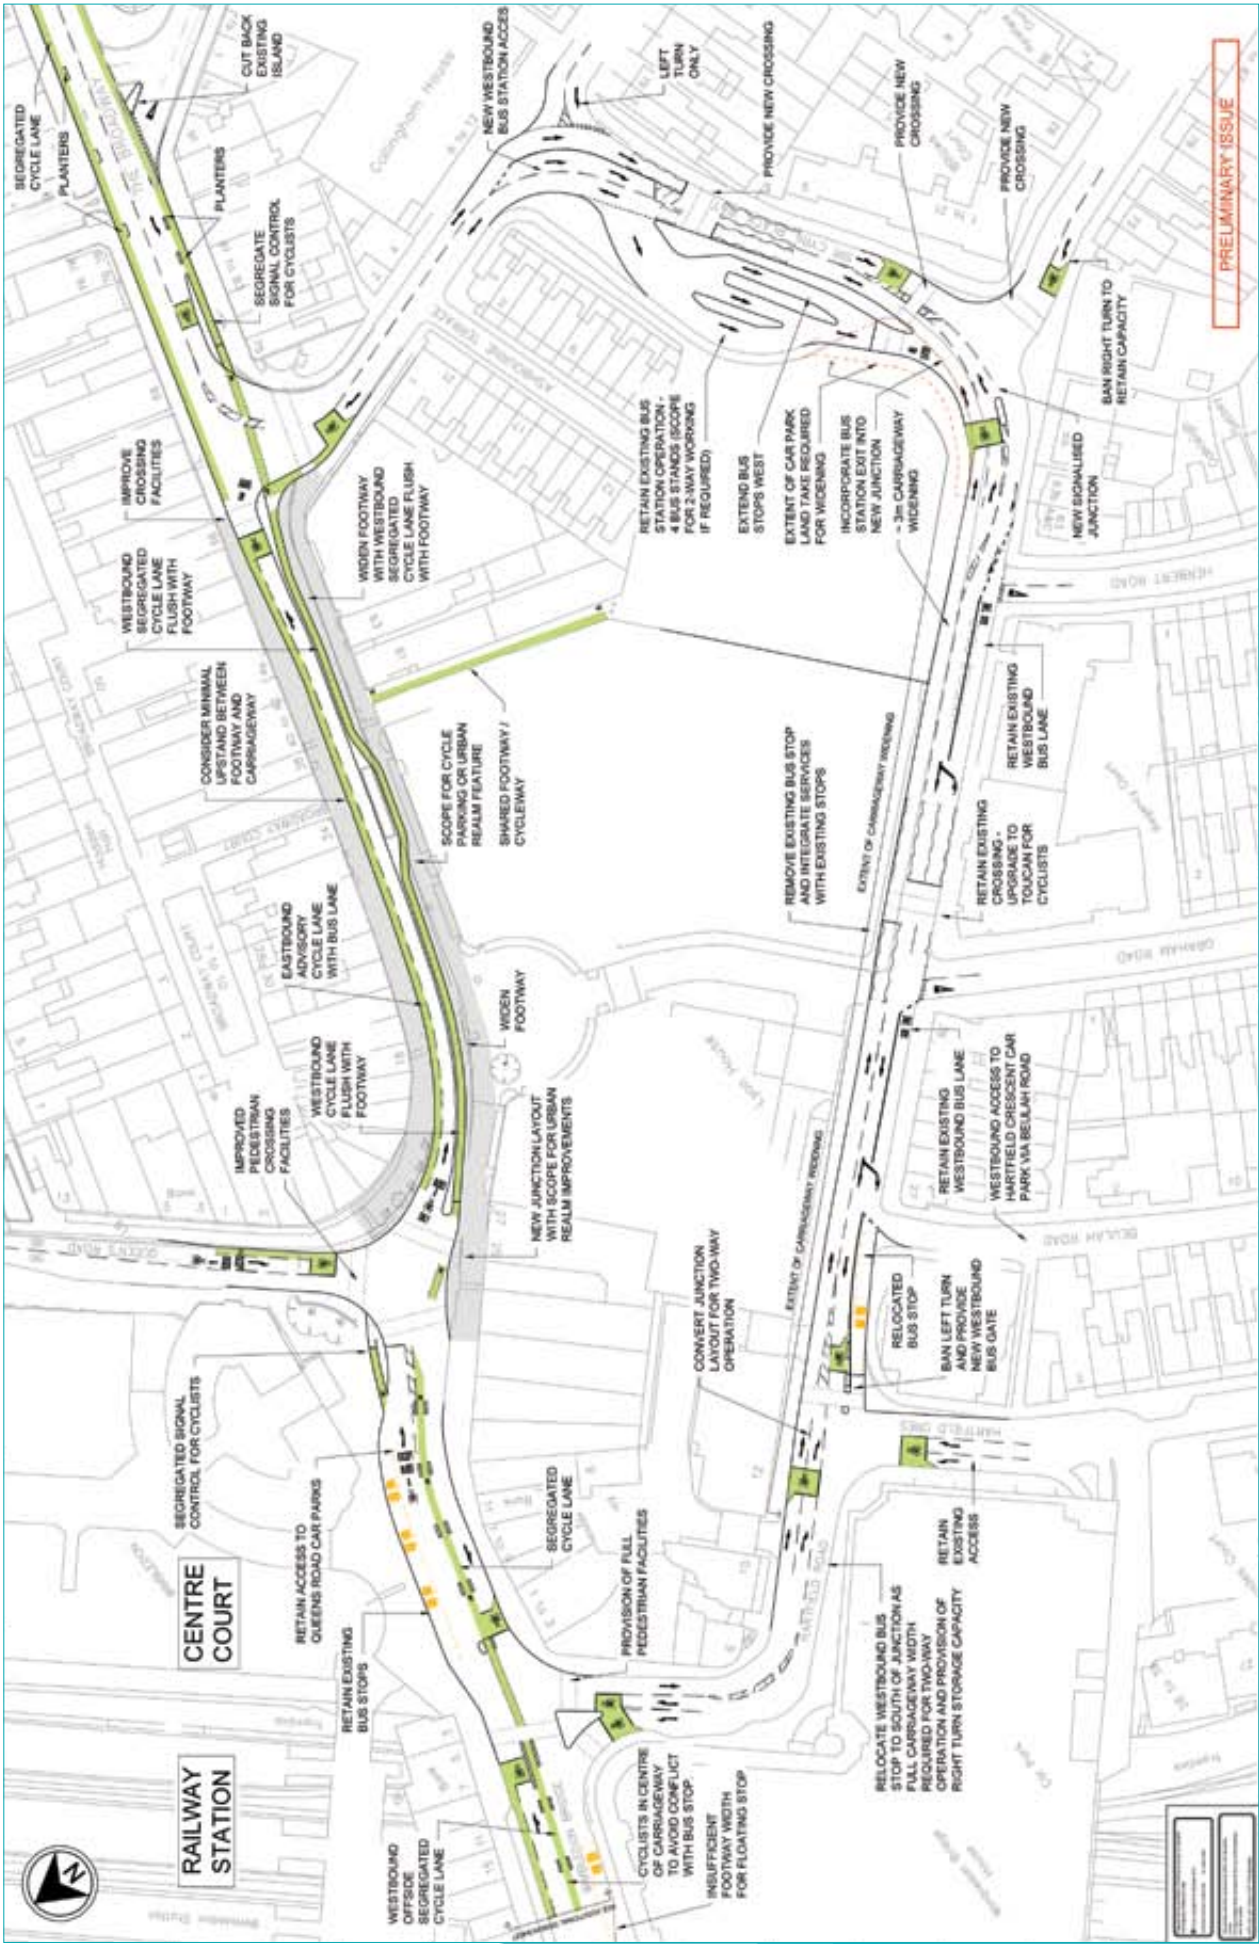 SEGREGATED
CYCLE LANE
PLANTERS
CUT BACK
EXISTING
ISLAND
PLANTERS
SEGREGATE
SIGNAL CONTROL
FOR CYCLISTS
NEW WESTBOUND
BUS STATION ACCES
LEFT
TURN
ONLY
PROVIDE NEW CROSSING
PROVIDE NEW
CROSSING
PROVIDE NEW
CROSSING
PRELIMINARY ISSUE
BAN RIGHT TURN TO
RETAIN CAPACITY
NEW SIGNALISED
JUNCTION
IMPROVE
CROSSING
FACILITIES
WESTBOUND
SEGREGATED
CYCLE LANE
FLUSH WITH
FOOTWAY
WIDEN FOOTWAY
WITH WESTBOUND
SEGREGATED
CYCLE LANE FLUSH
WITH FOOTWAY
RETAIN EXISTING BUS
STATION OPERATION -
4 BUS STANDS (SCOPE
FOR 2-WAY WORKING
IF REQUIRED)
EXTEND BUS
STOPS WEST
EXTENT OF CAR PARK
LAND TAKE REQUIRED
FOR WIDENING
INCORPORATE BUS
STATION EXIT INTO
NEW JUNCTION
~ 3m CARRIAGEWAY
WIDENING
HERBERT ROAD
CONSIDER MINIMAL
UPSTAND BETWEEN
FOOTWAY AND
CARRIAGEWAY
SCOPE FOR CYCLE
PARKING OR URBAN
REALM FEATURE
SHARED FOOTWAY /
CYCLEWAY
RETAIN EXISTING
WESTBOUND
BUS LANE
EXTENT OF CARRIAGEWAY WIDENING
REMOVE EXISTING BUS STOP
AND INTEGRATE SERVICES
WITH EXISTING STOPS
RETAIN EXISTING
CROSSING -
UPGRADE TO
TOUCAN FOR
CYCLISTS
GRAHAM ROAD
EASTBOUND
ADVISORY
CYCLE LANE
WITH BUS LANE
WESTBOUND
CYCLE LANE
FLUSH WITH
FOOTWAY
WIDEN
FOOTWAY
IMPROVED
PEDESTRIAN
CROSSING
FACILITIES
NEW JUNCTION LAYOUT
WITH SCOPE FOR URBAN
REALM IMPROVEMENTS
QUEEN'S ROAD
EXTENT OF CARRIAGEWAY WIDENING
RETAIN EXISTING
WESTBOUND BUS LANE
WESTBOUND ACCESS TO
HARTFIELD CRESCENT CAR
PARK VIA BEULAH ROAD
BEULAH ROAD
CONVERT JUNCTION
LAYOUT FOR TWO-WAY
OPERATION
RELOCATED
BUS STOP
BAN LEFT TURN
AND PROVIDE
NEW WESTBOUND
BUS GATE
SEGREGATED SIGNAL
CONTROL FOR CYCLISTS
RETAIN ACCESS TO
QUEENS ROAD CAR PARKS
CENTRE
COURT
RETAIN EXISTING
BUS STOPS
SEGREGATED
CYCLE LANE
PROVISION OF FULL
PEDESTRIAN FACILITIES
RETAIN
EXISTING
ACCESS
HARTFIELD ROAD
RELOCATE WESTBOUND BUS
STOP TO SOUTH OF JUNCTION AS
FULL CARRIAGEWAY WIDTH
REQUIRED FOR TWO-WAY
OPERATION AND PROVISION OF
RIGHT TURN STORAGE CAPACITY
RAILWAY
STATION
WESTBOUND
OFFSIDE
SEGREGATED
CYCLE LANE
CYCLISTS IN CENTRE
OF CARRIAGEWAY
TO AVOID CONFLICT
WITH BUS STOP
INSUFFICIENT
FOOTWAY WIDTH
FOR FLOATING STOP
N